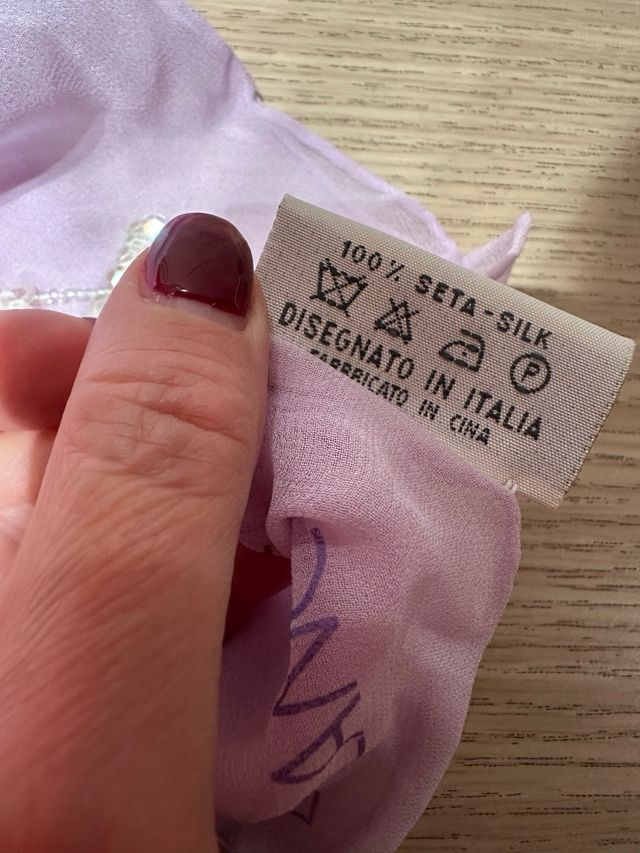 100% SETA-SILK
P
DISEGNATO IN ITALIA
FABBRICATO IN CINA